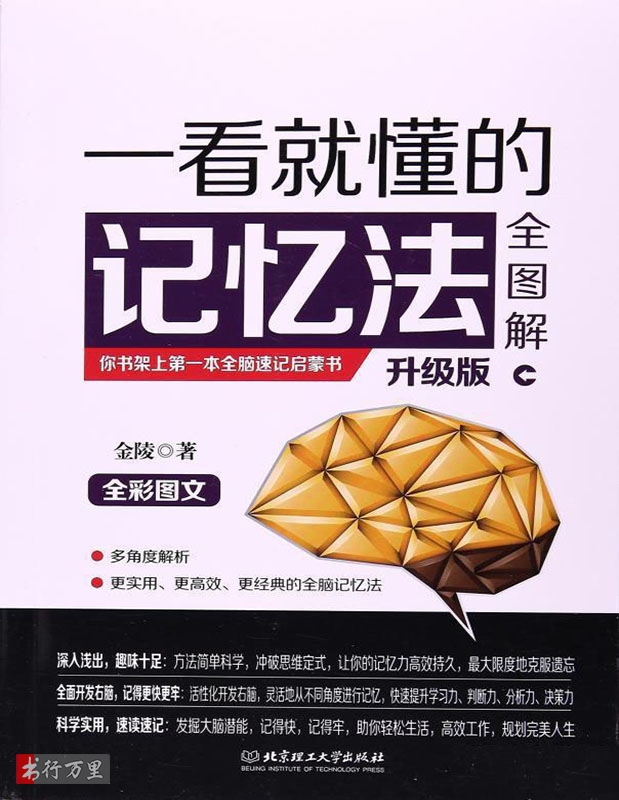 一看就懂的
记忆法
全图解
你书架上第一本全脑速记启蒙书
升级版
金陵◎著
全彩图文
● 多角度解析
● 更实用、更高效、更经典的全脑记忆法
深入浅出，趣味十足：方法简单科学，冲破思维定式，让你的记忆力高效持久，最大限度地克服遗忘
全面开发右脑，记得更快更牢：活性化开发右脑，灵活地从不同角度进行记忆，快速提升学习力、判断力、分析力、决策力
科学实用，速读速记：发掘大脑潜能，记得快，记得牢，助你轻松生活，高效工作，规划完美人生
北京理工大学出版社
BEIJING INSTITUTE OF TECHNOLOGY PRESS
书行万里